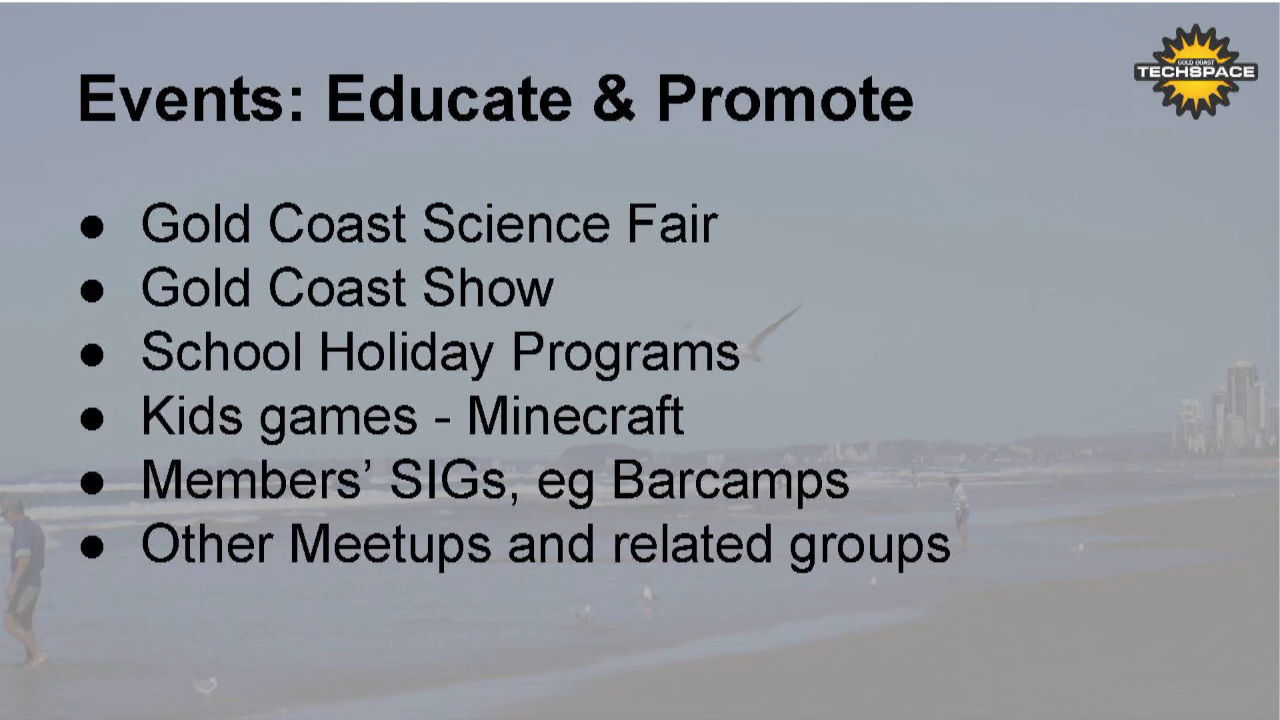 GOLD COAST
TECHSPACE
Events: Educate & Promote
● Gold Coast Science Fair
● Gold Coast Show
● School Holiday Programs
● Kids games - Minecraft
● Members’ SIGs, eg Barcamps
● Other Meetups and related groups